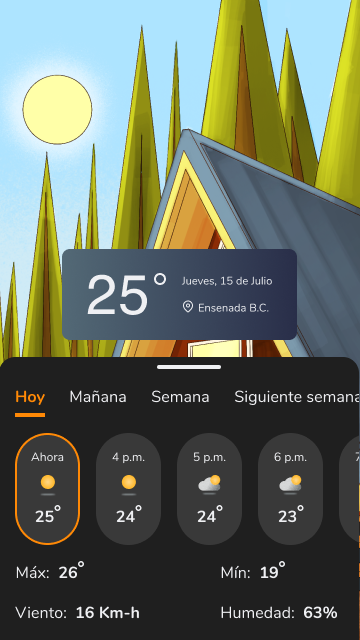 25°
Jueves, 15 de Julio
Ensenada B.C.
Hoy Mañana Semana Siguiente semana
Ahora 4 p.m. 5 p.m. 6 p.m. 7
25° 24° 24° 23°
Máx: 26° Mín: 19°
Viento: 16 Km-h Humedad: 63%